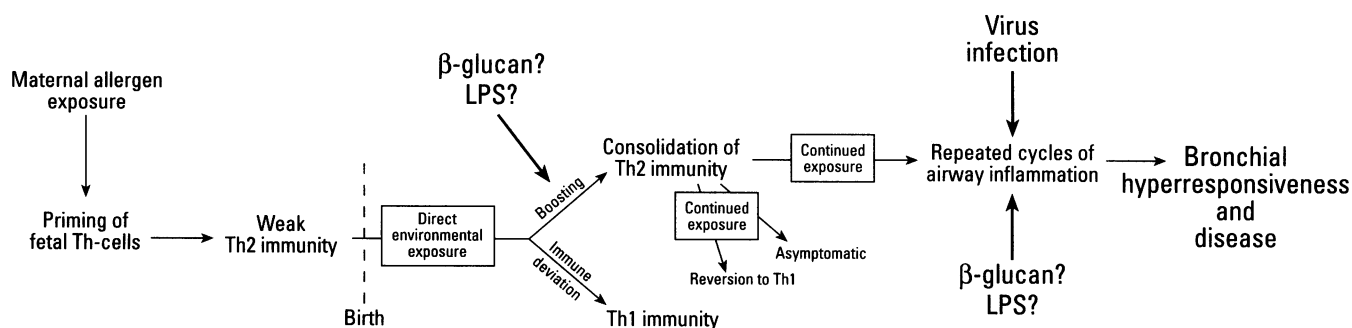 Maternal allergen
exposure
Priming of
fetal Th-cells
Weak
Th2 immunity
Birth
Direct
environmental
exposure
β-glucan?
LPS?
Boosting
Immune
deviation
Consolidation of
Th2 immunity
Th1 immunity
Continued
exposure
Continued
exposure
Asymptomatic
Reversion to Th1
Virus
infection
Repeated cycles of
airway inflammation
β-glucan?
LPS?
Bronchial
hyperresponsiveness
and
disease